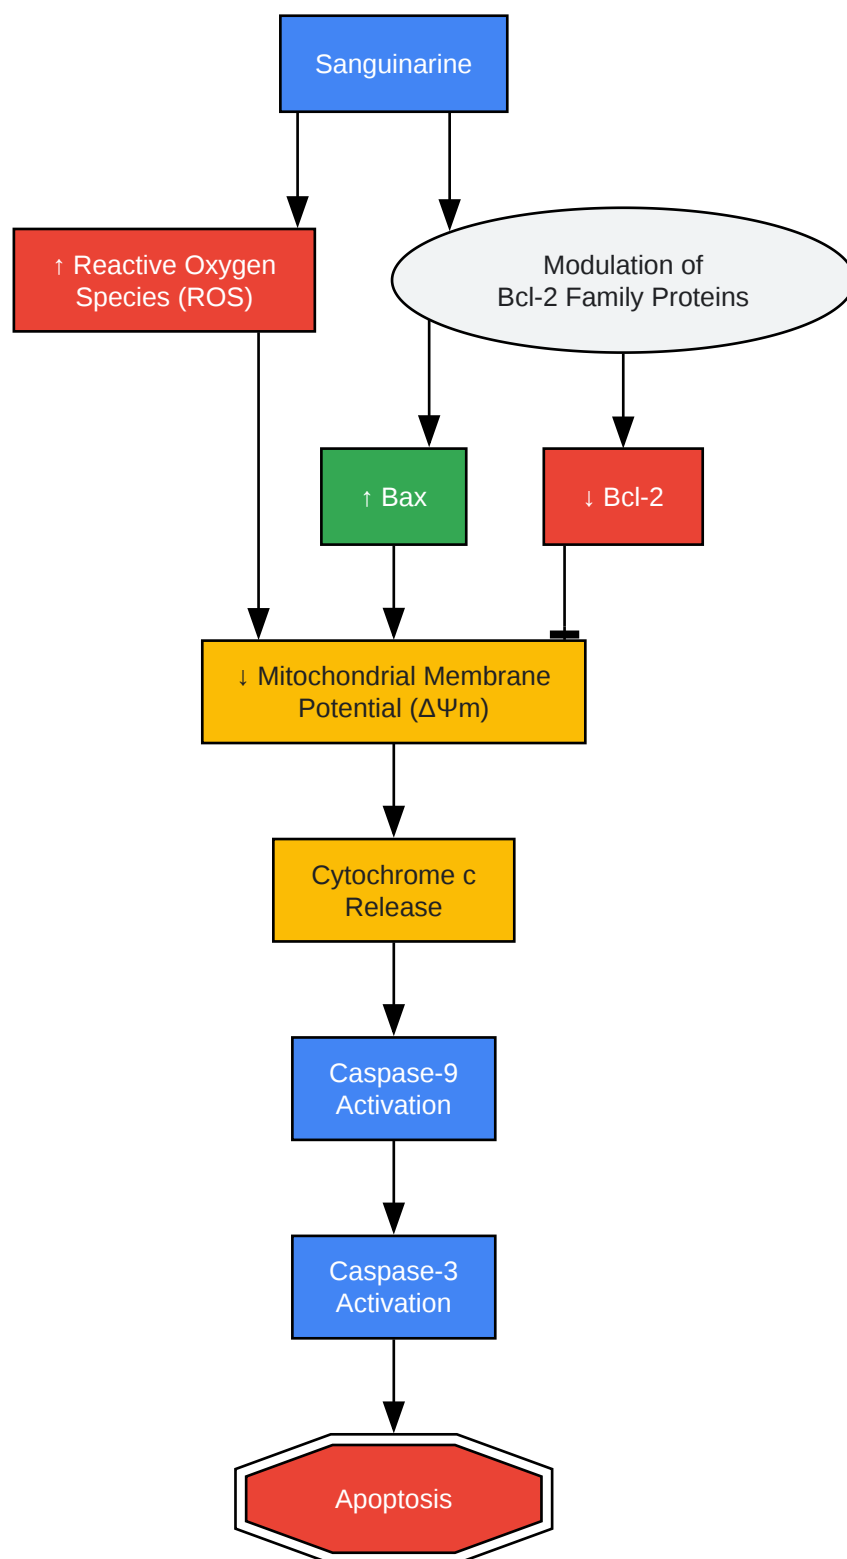 Sanguinarine
↑ Reactive Oxygen
Species (ROS)
Modulation of
Bcl-2 Family Proteins
↑ Bax
↓ Bcl-2
↓ Mitochondrial Membrane
Potential (ΔΨm)
Cytochrome c
Release
Caspase-9
Activation
Caspase-3
Activation
Apoptosis